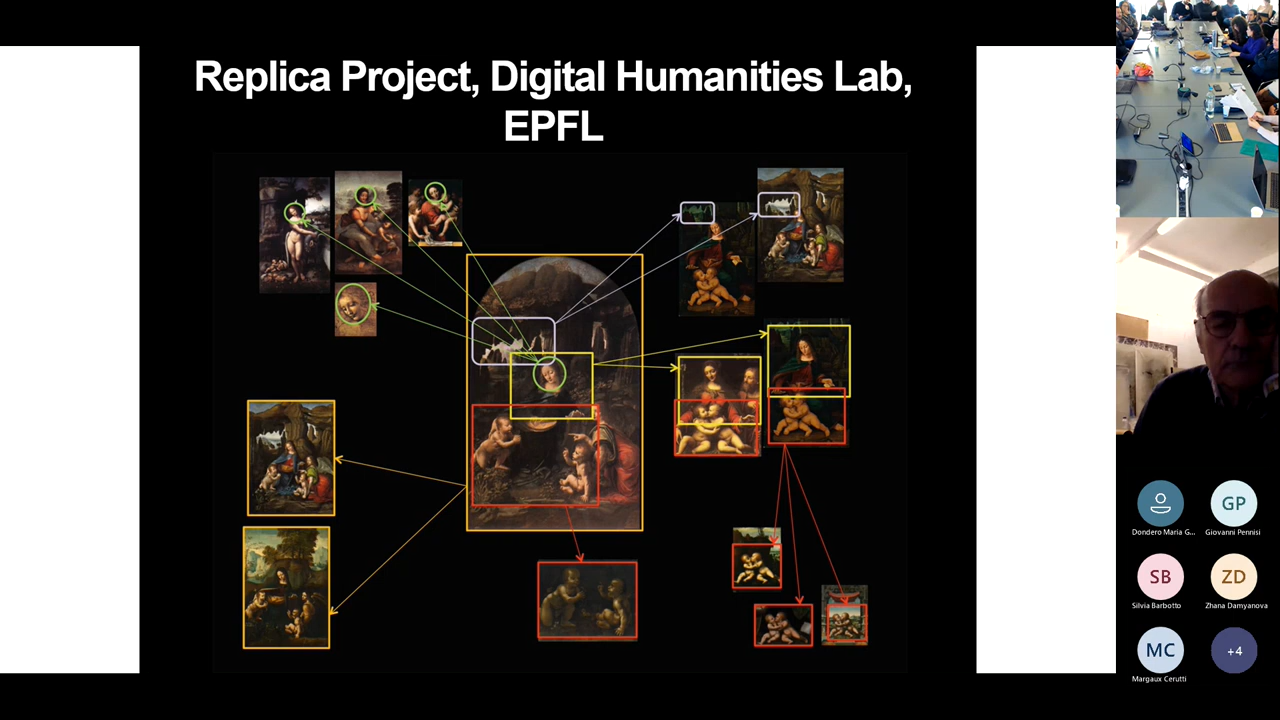 Replica Project, Digital Humanities Lab,
EPFL
Dondero Maria G...
GP
Giovanni Pennisi
SB
Silvia Barbotto
ZD
Zhana Damyanova
MC
Margaux Cerutti
+4